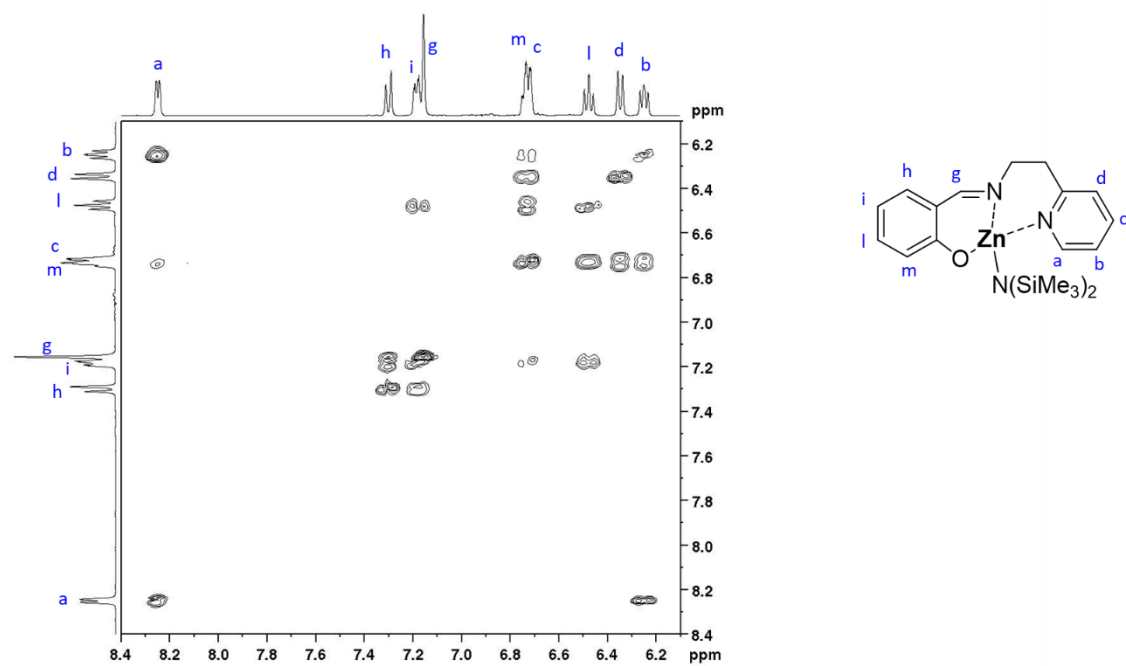 a h i g m c l d b
ppm
b
d
l
c
m
g
i
h
a
6.2
6.4
6.6
6.8
7.0
7.2
7.4
7.6
7.8
8.0
8.2
8.4
8.4 8.2 8.0 7.8 7.6 7.4 7.2 7.0 6.8 6.6 6.4 6.2 ppm
h g N d
i N c
l Zn a b
m O
N(SiMe3)2